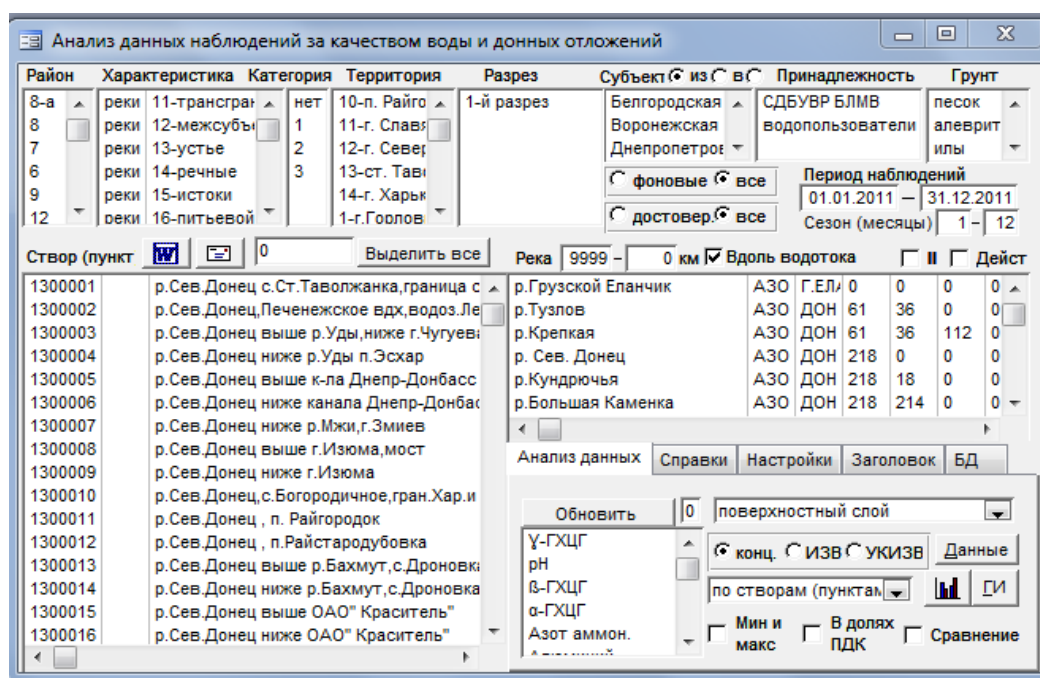 Анализ данных наблюдений за качеством воды и донных отложений
Район Характеристика Категория Территория Разрез Субъект из в Принадлежность Грунт
8-а реки 11-трансгран нет 10-п. Райго 1-й разрез Белгородская СДБУВР БЛМВ песок
8 реки 12-межсубъ 1 11-г. Славя Воронежская водопользователи алеврит
7 реки 13-устье 2 12-г. Север Днепропетров илы
6 реки 14-речные 3 13-ст. Тав фоновые все Период наблюдений
9 реки 15-истоки 14-г. Харьк 01.01.2011 – 31.12.2011
12 реки 16-питьевой 1-г.Горлов достовер. все Сезон (месяцы) 1 – 12
Створ (пункт W 0 Выделить все Река 9999 – 0 км Вдоль водотока II Дейст
1300001 р.Сев.Донец с.Ст.Таволжанка,граница с
1300002 р.Сев.Донец,Печенежское вдх,водоз.Ле
1300003 р.Сев.Донец выше р.Уды,ниже г.Чугуева
1300004 р.Сев.Донец ниже р.Уды п.Эсхар
1300005 р.Сев.Донец выше к-ла Днепр-Донбасс
1300006 р.Сев.Донец ниже канала Днепр-Донбас
1300007 р.Сев.Донец ниже р.Мжи,г.Змиев
1300008 р.Сев.Донец выше г.Изюма,мост
1300009 р.Сев.Донец ниже г.Изюма
1300010 р.Сев.Донец,с.Богородичное,гран.Хар.и
1300011 р.Сев.Донец , п. Райгородок
1300012 р.Сев.Донец , п.Райстародубовка
1300013 р.Сев.Донец выше р.Бахмут,с.Дроновка
1300014 р.Сев.Донец ниже р.Бахмут,с.Дроновка
1300015 р.Сев.Донец выше ОАО" Краситель"
1300016 р.Сев.Донец ниже ОАО" Краситель"
р.Грузской Еланчик АЗО Г.ЕЛ 0 0 0 0
р.Тузлов АЗО ДОН 61 36 0 0
р.Крепкая АЗО ДОН 61 36 112 0
р. Сев. Донец АЗО ДОН 218 0 0 0
р.Кундрючья АЗО ДОН 218 18 0 0
р.Большая Каменка АЗО ДОН 218 214 0 0
Анализ данных Справки Настройки Заголовок БД
Обновить 0 поверхностный слой
Ɣ-ГХЦГ
pH
ß-ГХЦГ
α-ГХЦГ
Азот аммон.
конц. ИЗВ УКИЗВ Данные
по створам (пунктам ГИ
Мин и макс В долях ПДК Сравнение